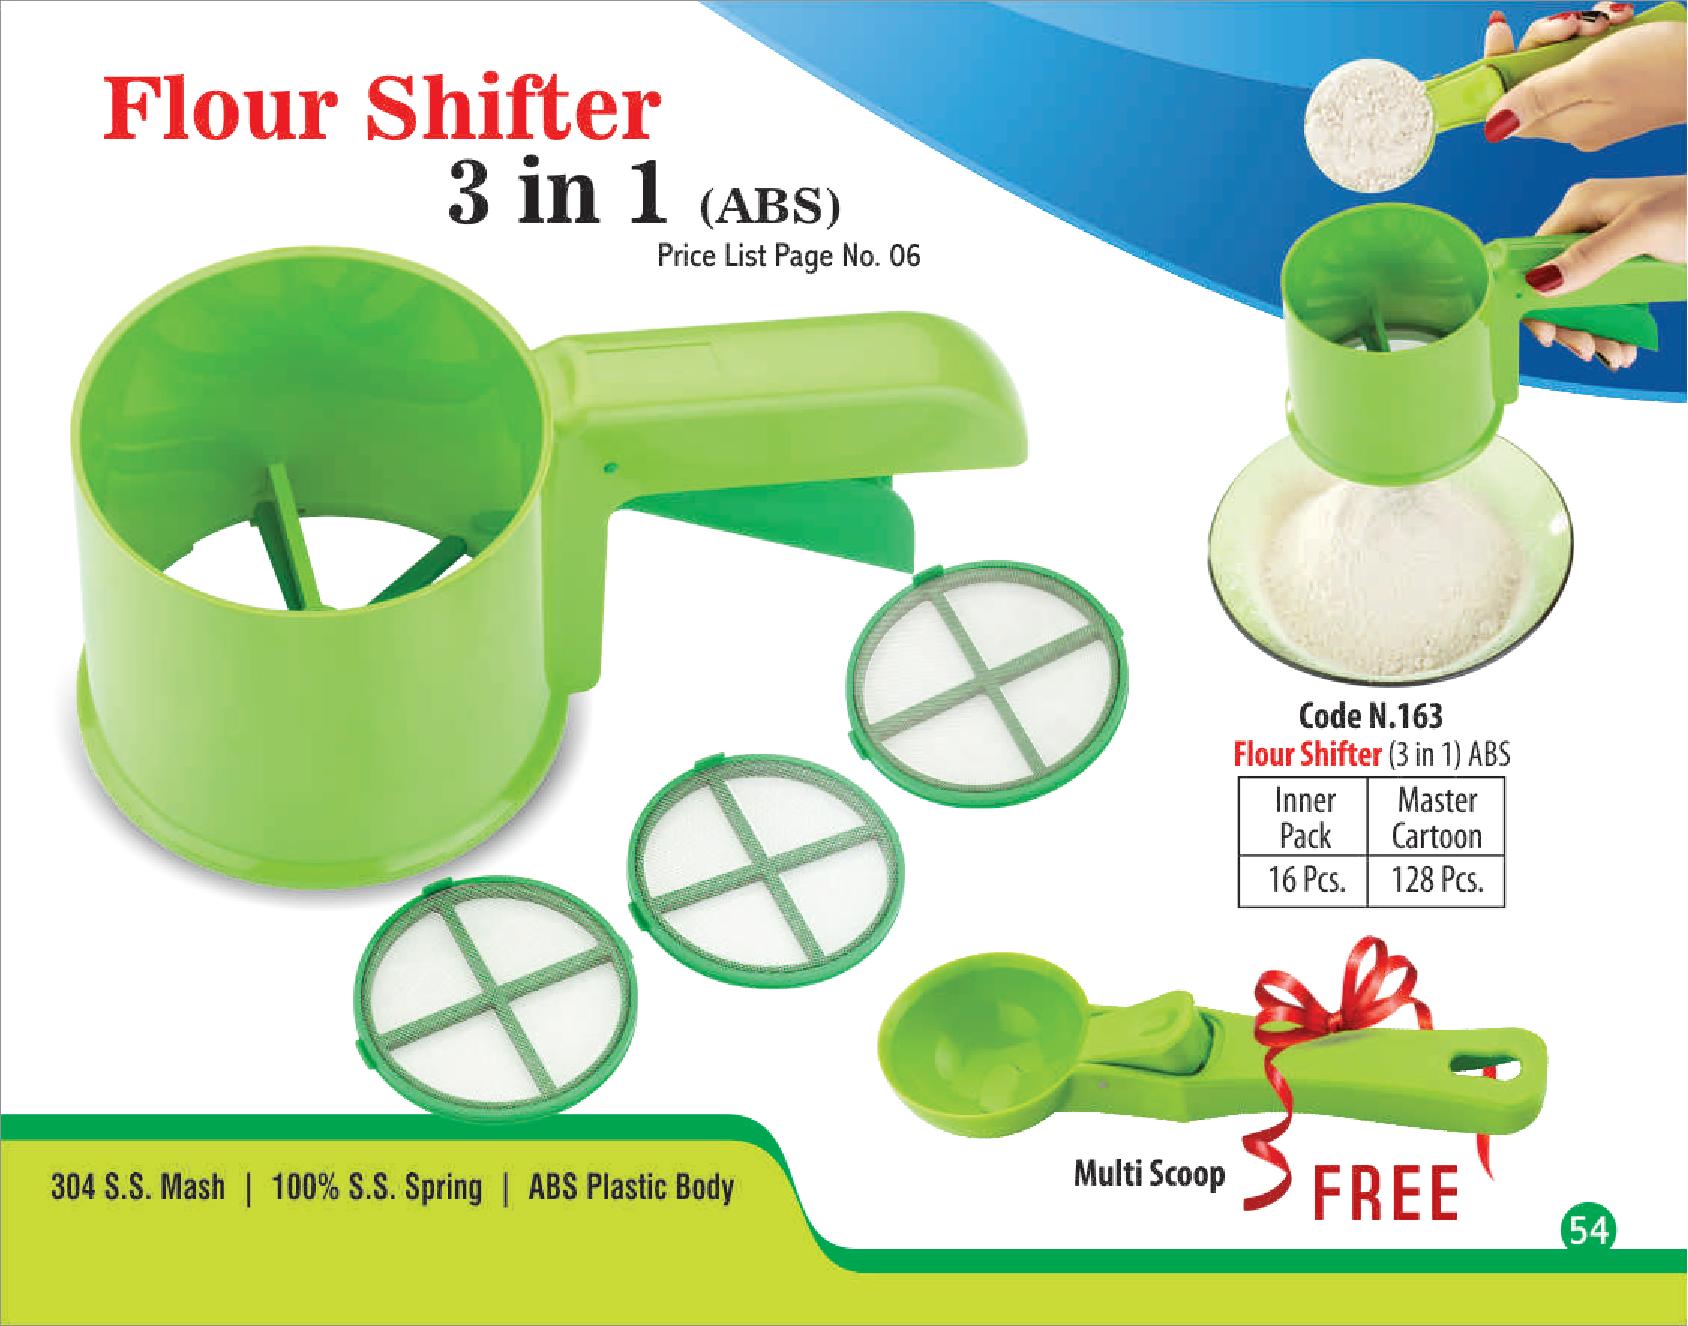 Flour Shifter
3 in 1 (ABS)
Price List Page No. 06
Code N.163
Flour Shifter (3 in 1) ABS
Inner Pack
Master Cartoon
16 Pcs.
128 Pcs.
Multi Scoop
FREE
304 S.S. Mash | 100% S.S. Spring | ABS Plastic Body
54